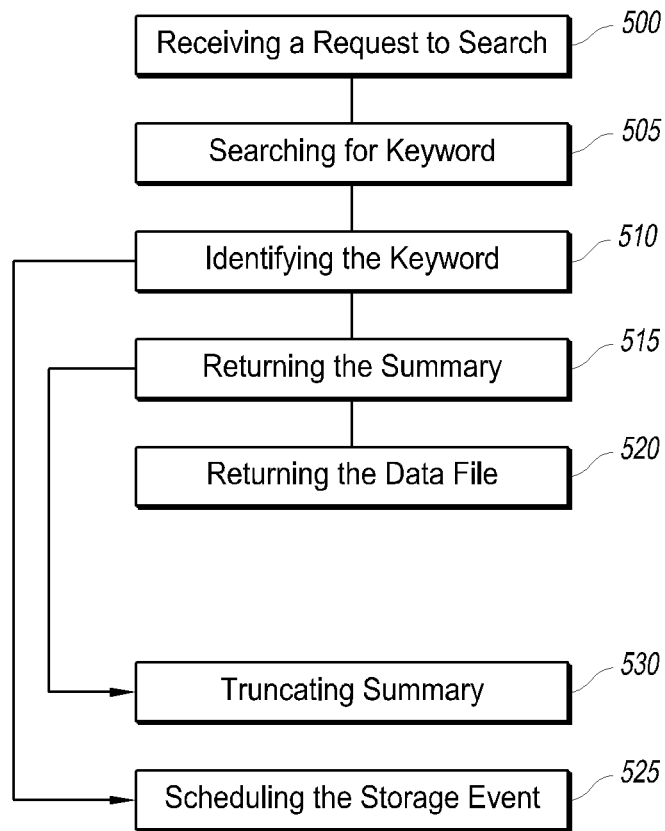 Receiving a Request to Search
500
Searching for Keyword
505
Identifying the Keyword
510
Returning the Summary
515
Returning the Data File
520
Truncating Summary
530
Scheduling the Storage Event
525